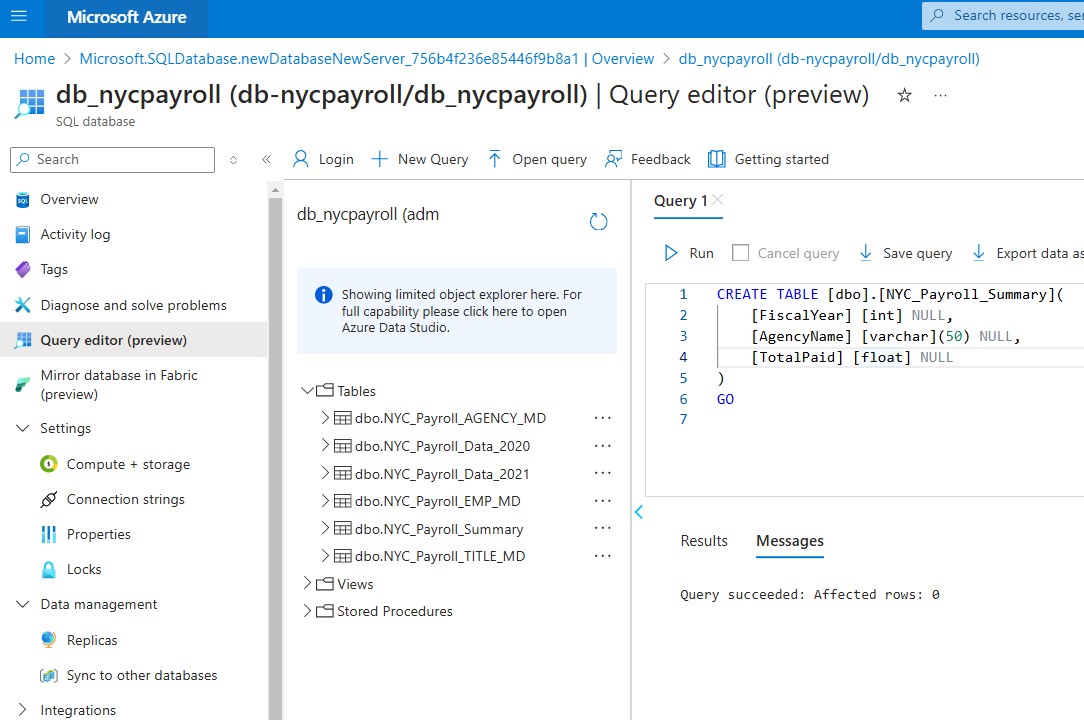 Microsoft Azure
Search resources, ser
Home > Microsoft.SQLDatabase.newDatabaseNewServer_756b4f236e85446f9b8a1 | Overview > db_nycpayroll (db-nycpayroll/db_nycpayroll)
db_nycpayroll (db-nycpayroll/db_nycpayroll) | Query editor (preview)
SQL database
Search
Login
New Query
Open query
Feedback
Getting started
Overview
Activity log
Tags
Diagnose and solve problems
Query editor (preview)
Mirror database in Fabric
(preview)
Settings
Compute + storage
Connection strings
Properties
Locks
Data management
Replicas
Sync to other databases
Integrations
db_nycpayroll (adm
Showing limited object explorer here. For
full capability please click here to open
Azure Data Studio.
Tables
dbo.NYC_Payroll_AGENCY_MD
dbo.NYC_Payroll_Data_2020
dbo.NYC_Payroll_Data_2021
dbo.NYC_Payroll_EMP_MD
dbo.NYC_Payroll_Summary
dbo.NYC_Payroll_TITLE_MD
Views
Stored Procedures
Query 1
Run
Cancel query
Save query
Export data as
1 CREATE TABLE [dbo].[NYC_Payroll_Summary](
2 [FiscalYear] [int] NULL,
3 [AgencyName] [varchar](50) NULL,
4 [TotalPaid] [float] NULL
5 )
6 GO
7
Results
Messages
Query succeeded: Affected rows: 0